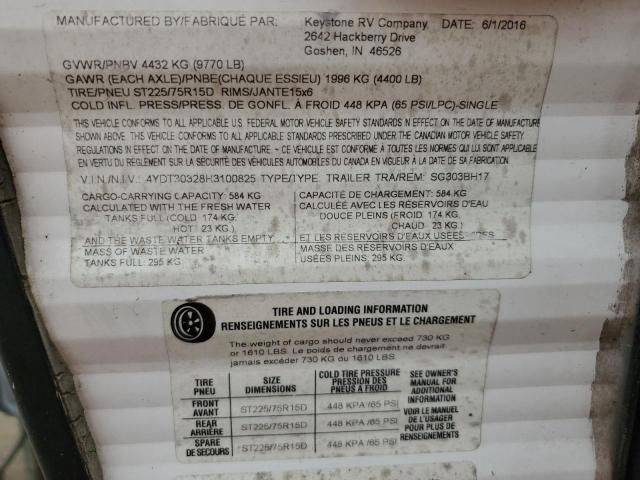 MANUFACTURED BY/FABRIQUÉ PAR: Keystone RV Company DATE: 6/1/2016
2642 Hackberry Drive
Goshen, IN 46526
GVWR/PNBV 4432 KG (9770 LB)
GAWR (EACH AXLE)/PNBE(CHAQUE ESSIEU) 1996 KG (4400 LB)
TIRE/PNEU ST225/75R15D RIMS/JANTE15x6
COLD INFL. PRESS/PRESS. DE GONFL. À FROID 448 KPA (65 PSI/LPC)-SINGLE
THIS VEHICLE CONFORMS TO ALL APPLICABLE U.S. FEDERAL MOTOR VEHICLE SAFETY STANDARDS IN EFFECT ON THE DATE OF MANUFACTURE
SHOWN ABOVE. THIS VEHICLE CONFORMS TO ALL APPLICABLE STANDARDS PRESCRIBED UNDER THE CANADIAN MOTOR VEHICLE SAFETY
REGULATIONS IN EFFECT ON THE DATE OF MANUFACTURE - CE VÉHICULE EST CONFORME À TOUTES LES NORMES QUI LUI SONT APPLICABLES
EN VERTU DU RÈGLEMENT SUR LA SÉCURITÉ DES VÉHICULES AUTOMOBILES DU CANADA EN VIGUEUR À LA DATE DE SA FABRICATION.
V.I.N./N.I.V.: 4YDT30328H3100825 TYPE/TYPE: TRAILER TRA/REM: SG303BH17
CARGO-CARRYING CAPACITY: 584 KG
CALCULATED WITH THE FRESH WATER
TANKS FULL (COLD: 174 KG
HOT : 23 KG )
AND THE WASTE WATER TANKS EMPTY
MASS OF WASTE WATER
TANKS FULL: 295 KG
CAPACITÉ DE CHARGEMENT: 584 KG
CALCULÉE AVEC LES RÉSERVOIRS D'EAU
DOUCE PLEINS (FROID: 174 KG
CHAUD : 23 KG )
ET LES RÉSERVOIRS D'EAUX USÉES
MASSE DES RÉSERVOIRS D'EAUX
USÉES PLEINS: 295 KG
TIRE AND LOADING INFORMATION
RENSEIGNEMENTS SUR LES PNEUS ET LE CHARGEMENT
The weight of cargo should never exceed 730 KG
or 1610 LBS. Le poids de chargement ne devrait
jamais excéder 730 KG ou 1610 LBS.
TIRE
PNEU
SIZE
DIMENSIONS
COLD TIRE PRESSURE
PRESSION DES
PNEUS A FROID
SEE OWNER'S
MANUAL FOR
ADDITIONAL
INFORMATION
VOIR LE MANUEL
DE L'USAGER
POUR PLUS DE
RENSEIGNEMENTS
FRONT
AVANT
ST225/75R15D
448 KPA /65 PSI
REAR
ARRIÈRE
ST225/75R15D
448 KPA /65 PSI
SPARE
DE SECOURS
ST225/75R15D
448 KPA /65 PSI